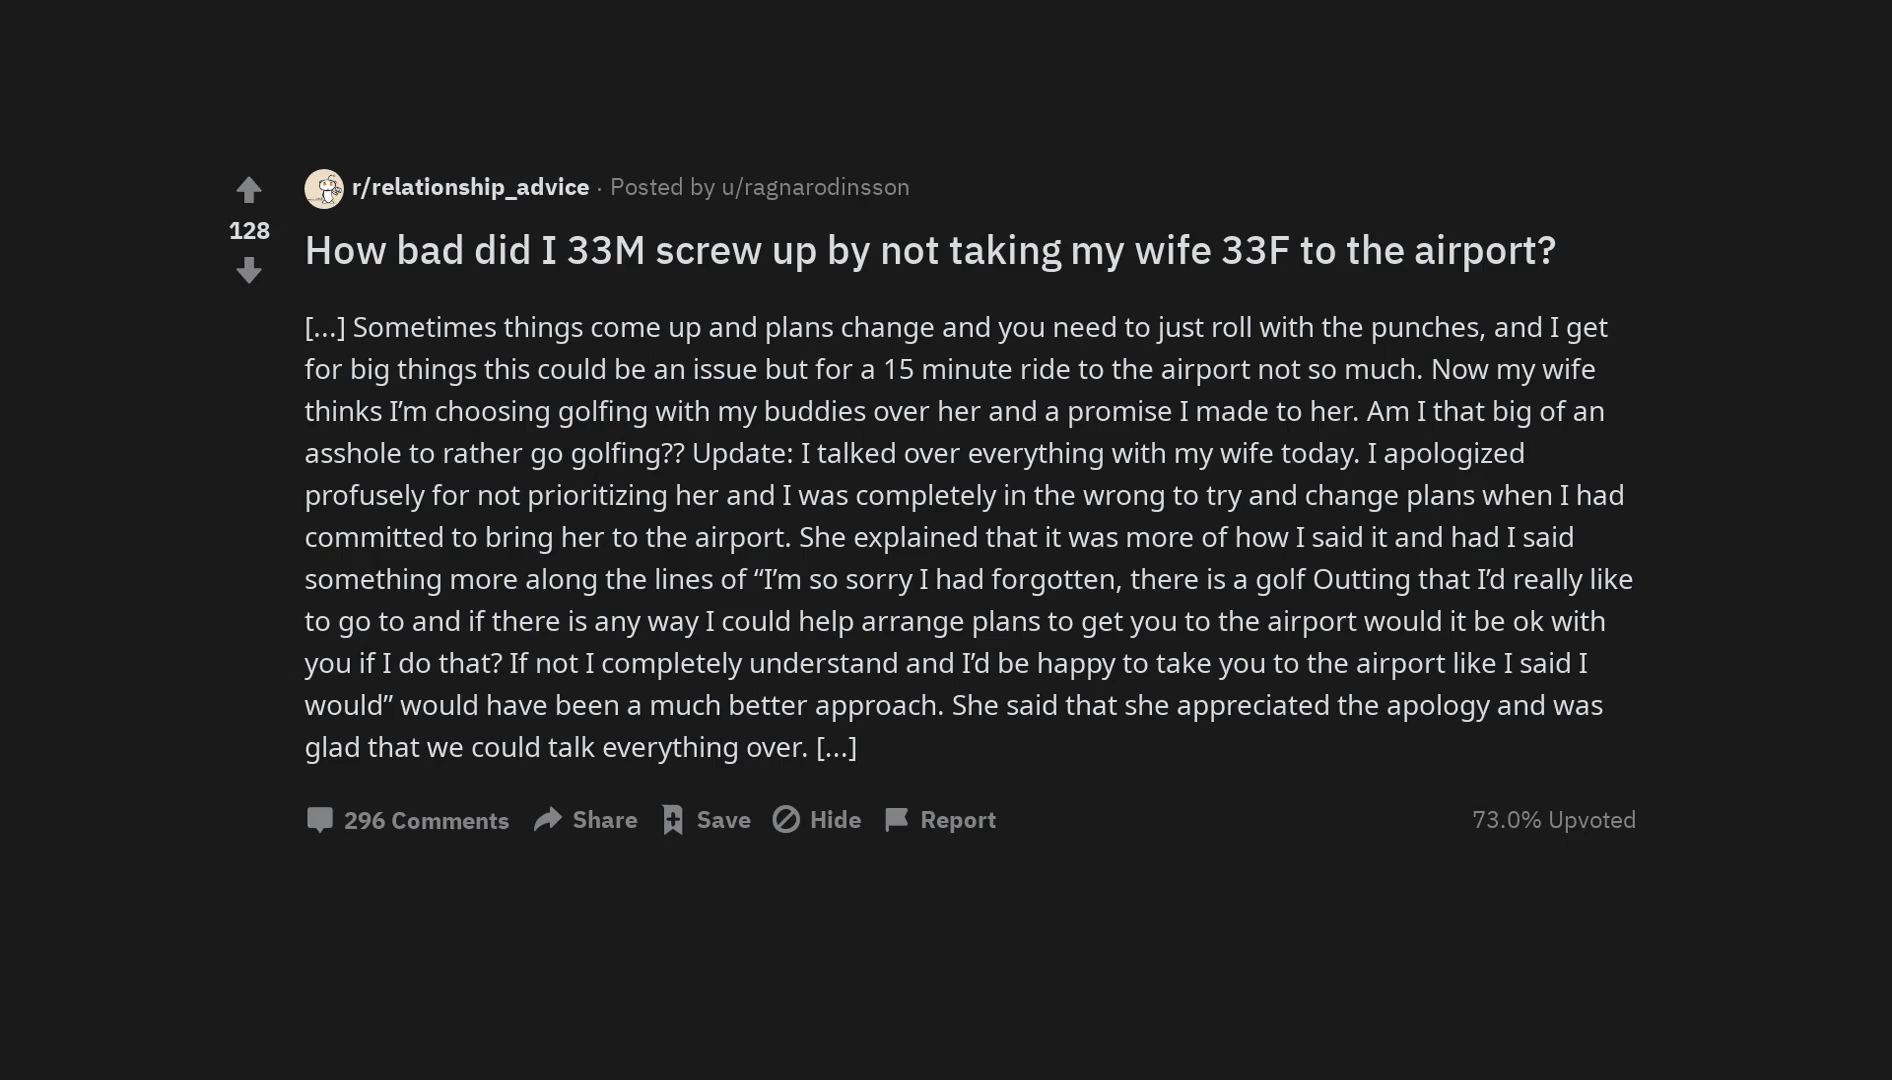 r/relationship_advice · Posted by u/ragnarodinsson
128
How bad did I 33M screw up by not taking my wife 33F to the airport?
[...] Sometimes things come up and plans change and you need to just roll with the punches, and I get
for big things this could be an issue but for a 15 minute ride to the airport not so much. Now my wife
thinks I’m choosing golfing with my buddies over her and a promise I made to her. Am I that big of an
asshole to rather go golfing?? Update: I talked over everything with my wife today. I apologized
profusely for not prioritizing her and I was completely in the wrong to try and change plans when I had
committed to bring her to the airport. She explained that it was more of how I said it and had I said
something more along the lines of “I’m so sorry I had forgotten, there is a golf Outting that I’d really like
to go to and if there is any way I could help arrange plans to get you to the airport would it be ok with
you if I do that? If not I completely understand and I’d be happy to take you to the airport like I said I
would” would have been a much better approach. She said that she appreciated the apology and was
glad that we could talk everything over. [...]
296 Comments Share Save Hide Report 73.0% Upvoted